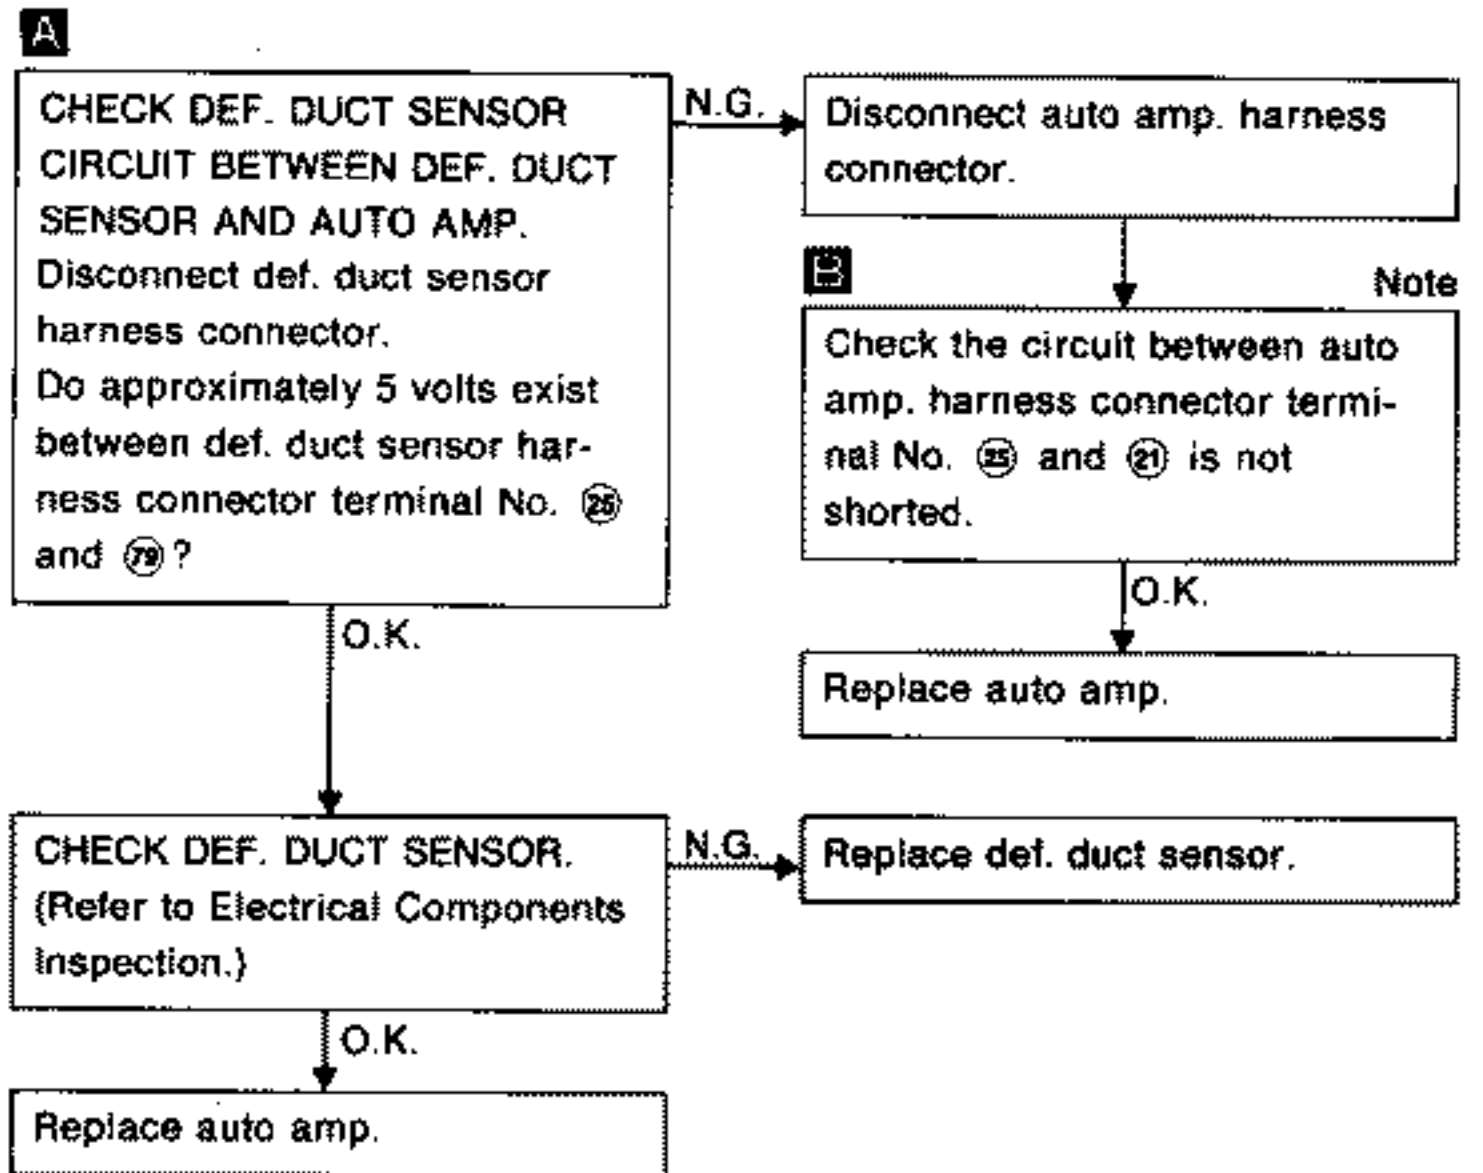 A
CHECK DEF. DUCT SENSOR
CIRCUIT BETWEEN DEF. DUCT
SENSOR AND AUTO AMP.
Disconnect def. duct sensor
harness connector.
Do approximately 5 volts exist
between def. duct sensor har-
ness connector terminal No. ㉕
and 79 ?
N.G.
Disconnect auto amp. harness
connector.
B
Note
Check the circuit between auto
amp. harness connector termi-
nal No. ㉕ and ㉑ is not
shorted.
O.K.
Replace auto amp.
O.K.
CHECK DEF. DUCT SENSOR.
(Refer to Electrical Components
Inspection.)
N.G.
Replace def. duct sensor.
O.K.
Replace auto amp.